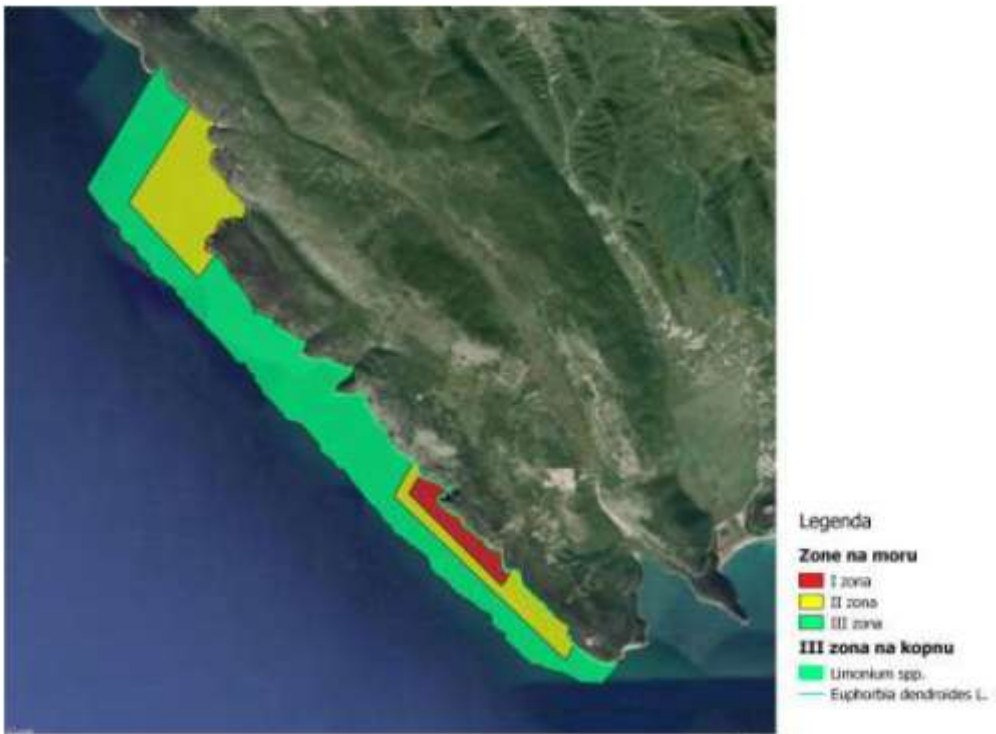 Legenda
Zone na moru
I zona
II zona
III zona
III zona na kopnu
Limonium spp.
Euphorbia dendroides L.